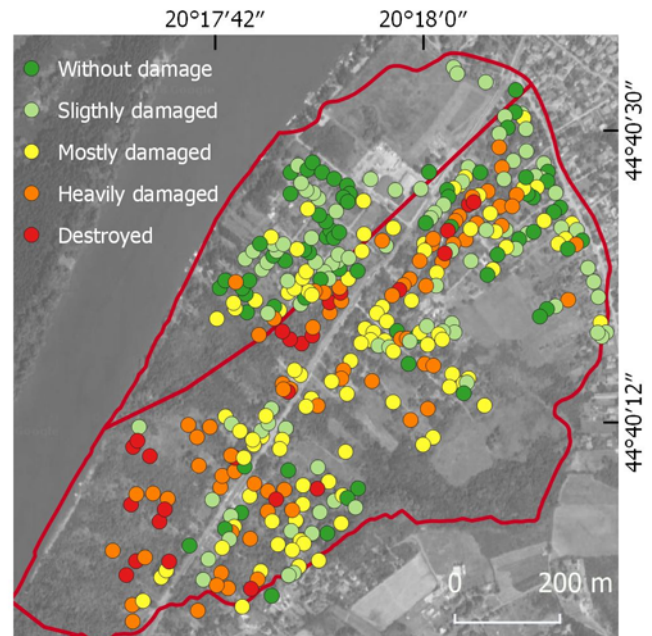 20°17′42″ 20°18′0″
Without damage
Sligthly damaged
Mostly damaged
Heavily damaged
Destroyed
44°40′30″
44°40′12″
0 200 m